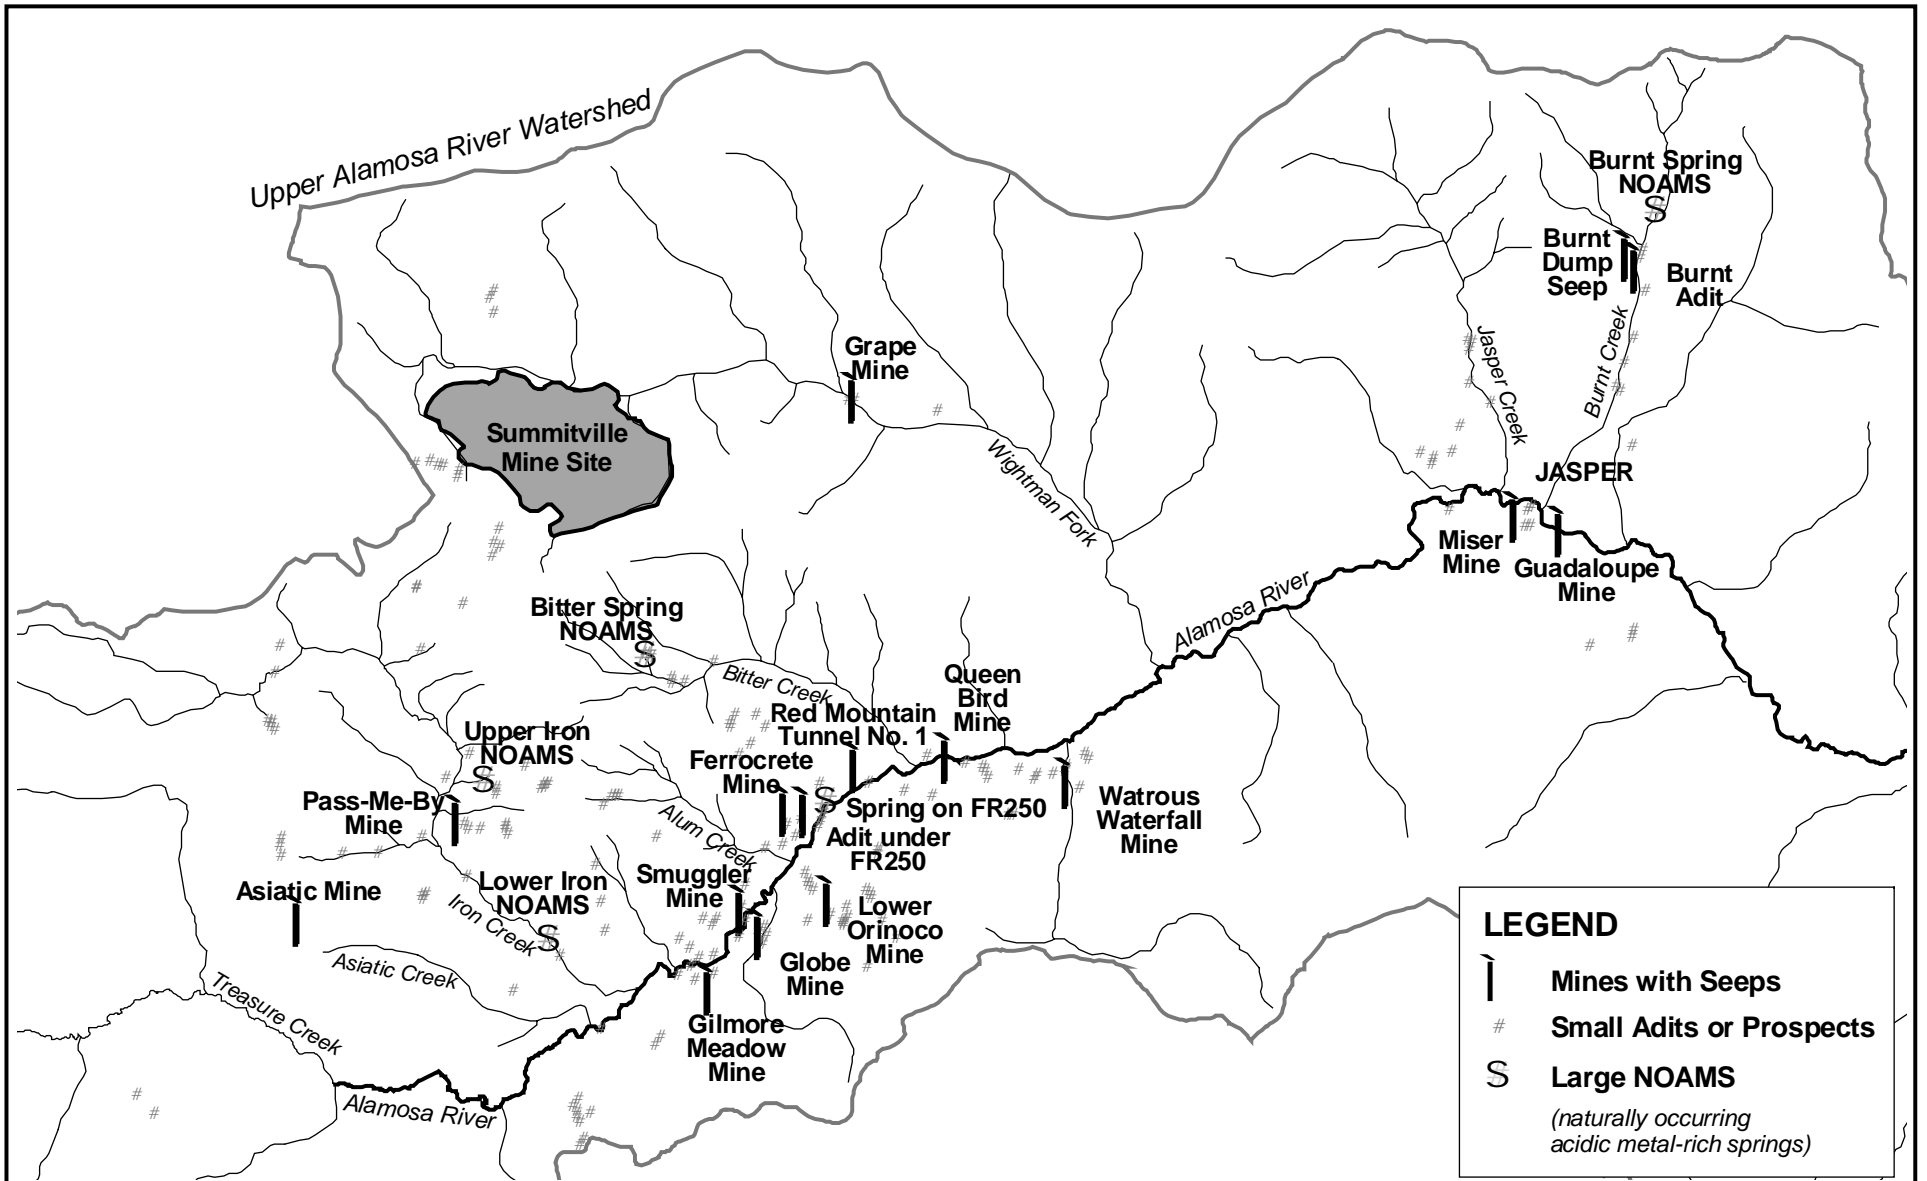 Upper Alamosa River Watershed
Burnt Spring
NOAMS
Burnt
Dump
Seep
Burnt
Adit
Grape
Mine
Jasper Creek
Burnt Creek
Summitville
Mine Site
Wightman Fork
JASPER
Miser
Mine
Guadaloupe
Mine
Alamosa River
Bitter Spring
NOAMS
Bitter Creek
Queen
Bird
Mine
Red Mountain
Tunnel No. 1
Upper Iron
NOAMS
Ferrocrete
Mine
Pass-Me-By
Mine
Spring on FR250
Adit under
FR250
Watrous
Waterfall
Mine
Alum Creek
Smuggler
Mine
Asiatic Mine
Lower Iron
NOAMS
Iron Creek
Lower
Orinoco
Mine
Globe
Mine
Asiatic Creek
Treasure Creek
Gilmore
Meadow
Mine
Alamosa River
LEGEND
Mines with Seeps
Small Adits or Prospects
Large NOAMS
(naturally occurring
acidic metal-rich springs)